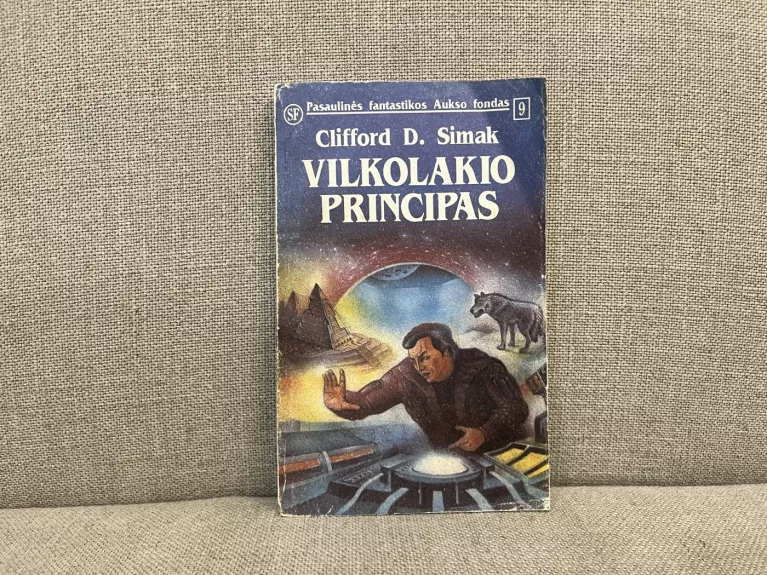 SF Pasaulinės fantastikos Aukso fondas 9
Clifford D. Simak
VILKOLAKIO
PRINCIPAS